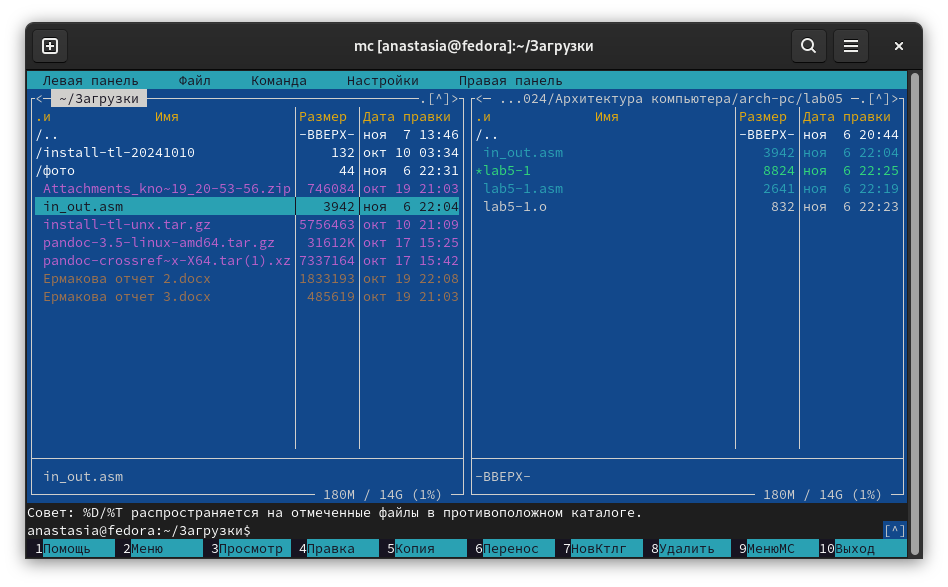 mc [anastasia@fedora]:~/Загрузки
Левая панель Файл Команда Настройки Правая панель
<— ~/Загрузки .[^]> <— ...024/Архитектура компьютера/arch-pc/lab05 —.[^]>
.и Имя Размер Дата правки .и Имя Размер Дата правки
/.. -ВВЕРХ- ноя 7 13:46 /.. -ВВЕРХ- ноя 6 20:44
/install-tl-20241010 132 окт 10 03:34 in_out.asm 3942 ноя 6 22:04
/фото 44 ноя 6 22:31 *lab5-1 8824 ноя 6 22:25
Attachments_kno~19_20-53-56.zip 746084 окт 19 21:03 lab5-1.asm 2641 ноя 6 22:19
in_out.asm 3942 ноя 6 22:04 lab5-1.o 832 ноя 6 22:23
install-tl-unx.tar.gz 5756463 окт 10 21:09
pandoc-3.5-linux-amd64.tar.gz 31612K окт 17 15:25
pandoc-crossref~x-X64.tar(1).xz 7337164 окт 17 15:42
Ермакова отчет 2.docx 1833193 окт 19 22:08
Ермакова отчет 3.docx 485619 окт 19 21:03
in_out.asm -ВВЕРХ-
180M / 14G (1%) 180M / 14G (1%)
Совет: %D/%T распространяется на отмеченные файлы в противоположном каталоге.
anastasia@fedora:~/Загрузки$ [^]
1Помощь 2Меню 3Просмотр 4Правка 5Копия 6Перенос 7НовКтлг 8Удалить 9МенюМС 10Выход